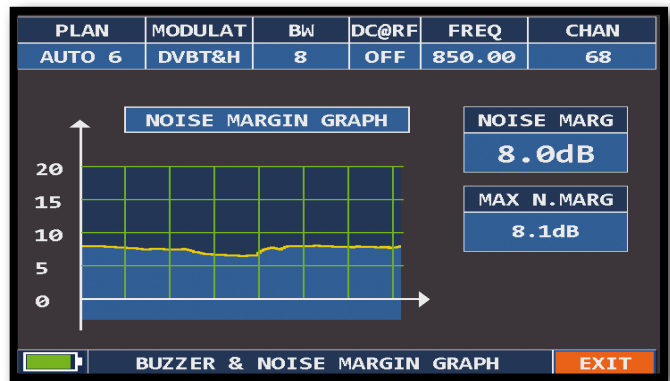 PLAN MODULAT BW DC@RF FREQ CHAN
AUTO 6 DVBT&H 8 OFF 850.00 68
NOISE MARGIN GRAPH
NOISE MARG
8.0dB
MAX N.MARG
8.1dB
20
15
10
5
0
BUZZER & NOISE MARGIN GRAPH EXIT